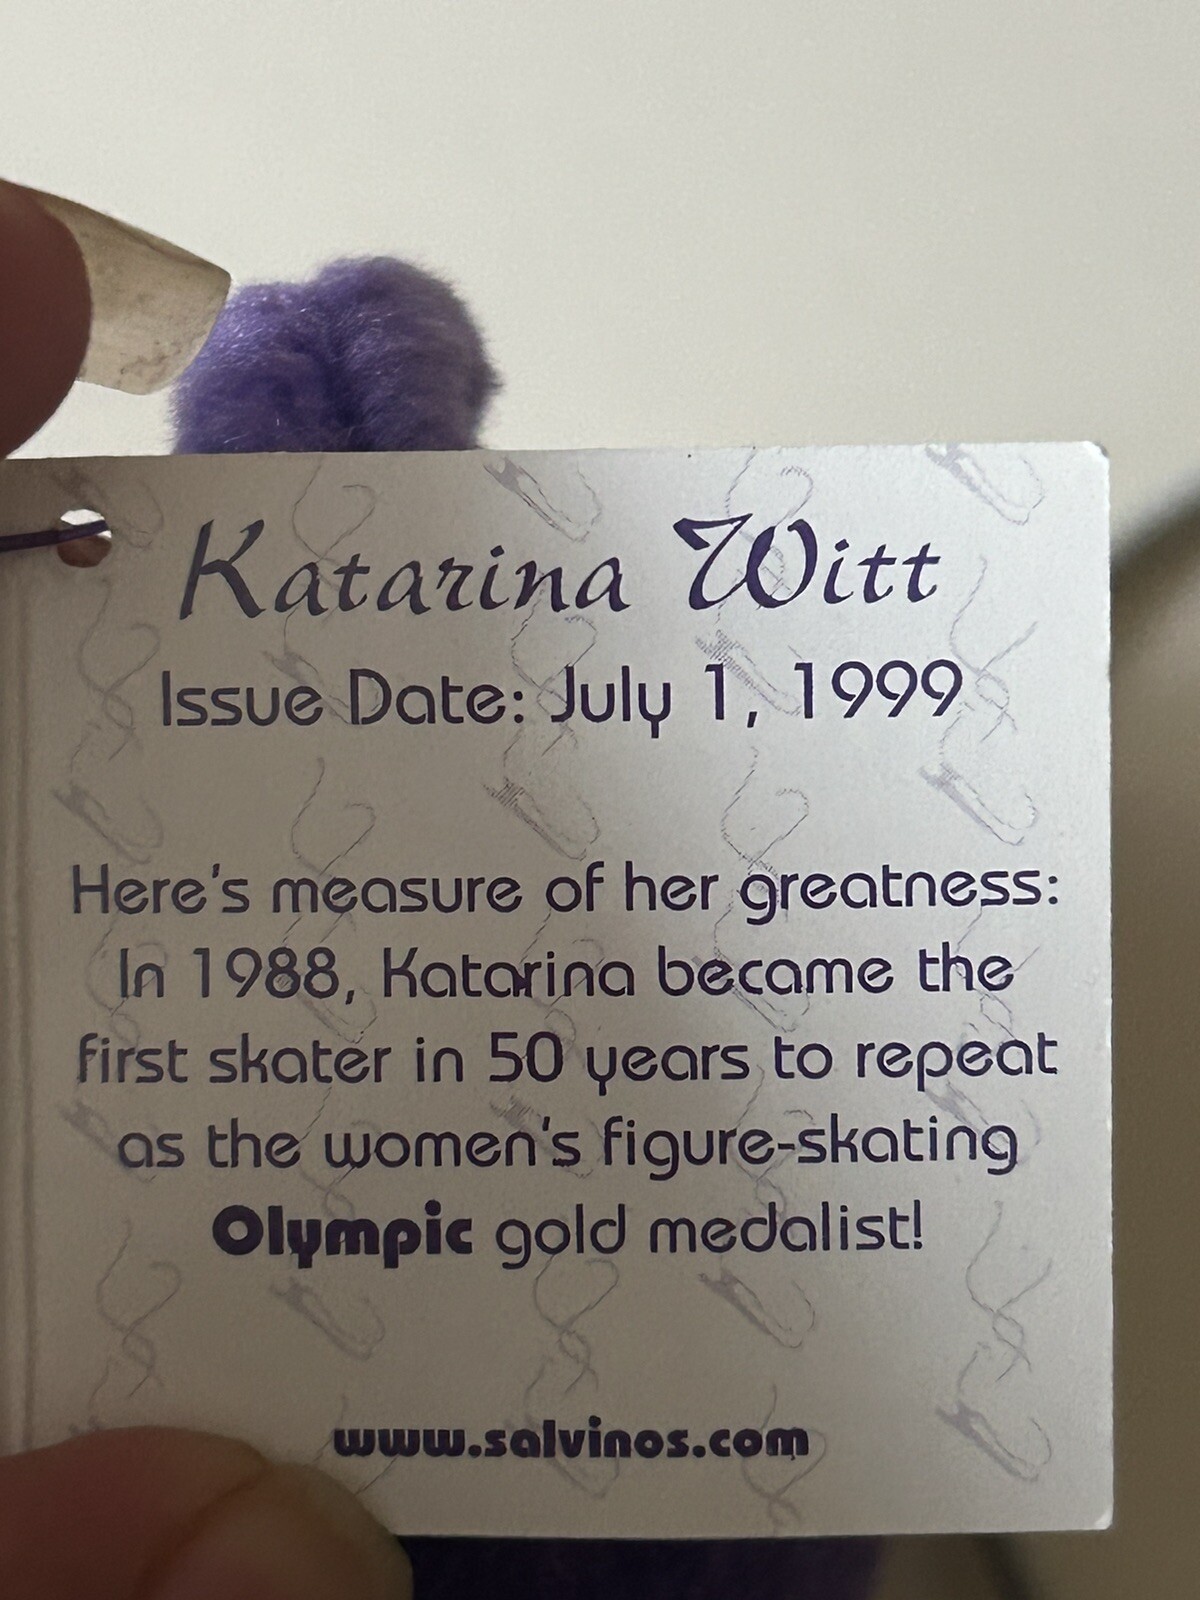 Katarina Witt
Issue Date: July 1, 1999
Here's measure of her greatness:
In 1988, Katarina became the
first skater in 50 years to repeat
as the women's figure-skating
Olympic gold medalist!
www.salvinos.com